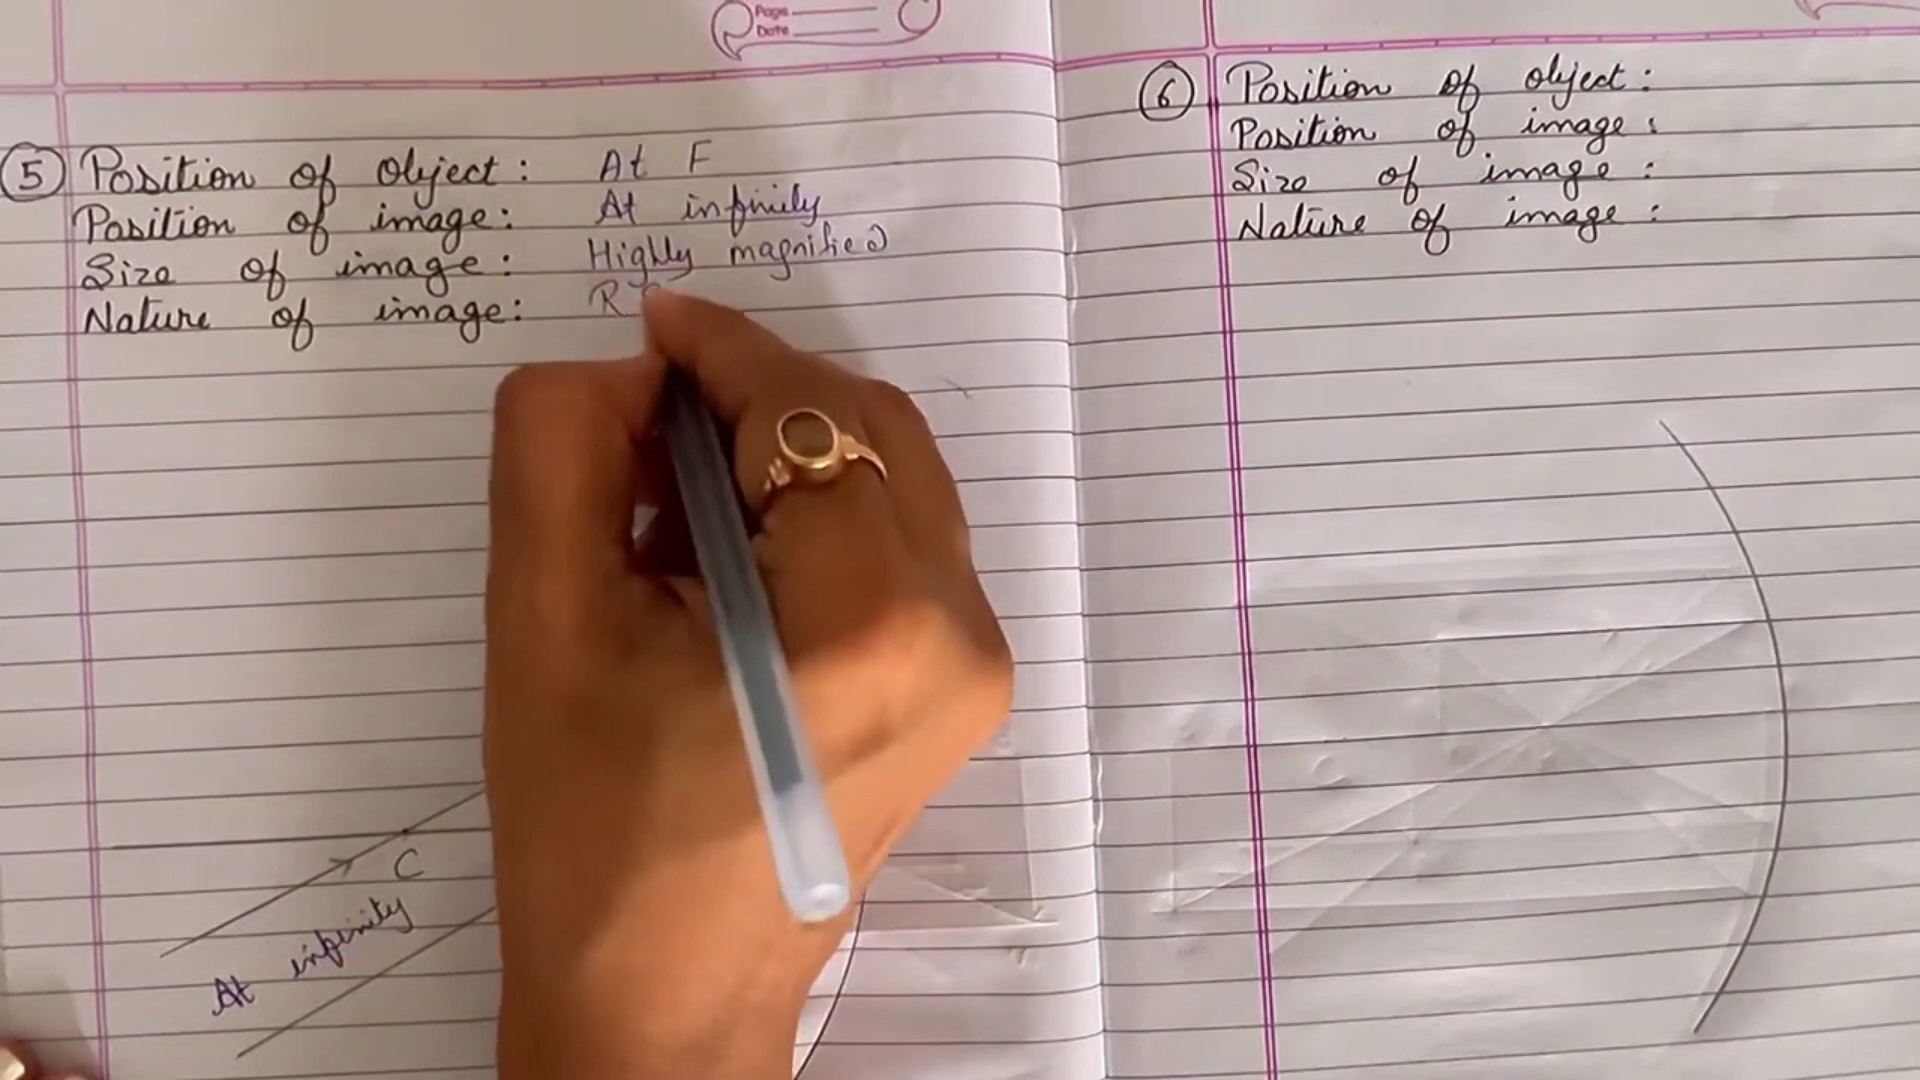 Page
Date
5 Position of object: At F
Position of image: At infinity
Size of image: Highly magnified
Nature of image: R
C
At infinity
6 Position of object:
Position of image:
Size of image:
Nature of image: